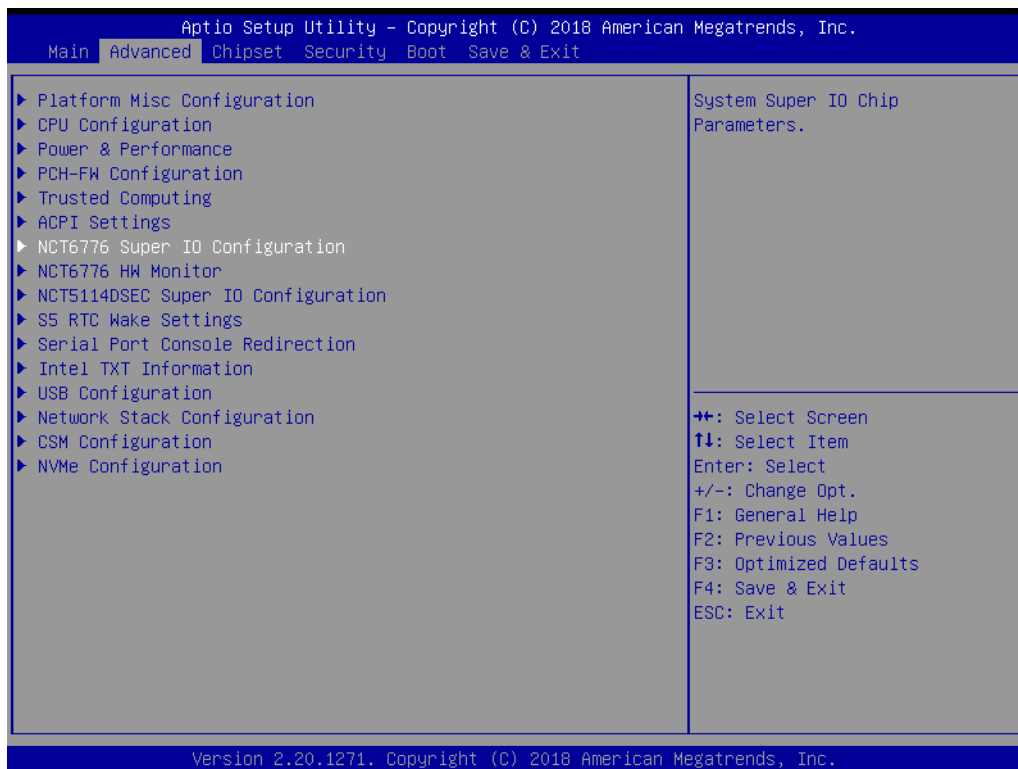 Aptio Setup Utility – Copyright (C) 2018 American Megatrends, Inc.
Main Advanced Chipset Security Boot Save & Exit
▶ Platform Misc Configuration
▶ CPU Configuration
▶ Power & Performance
▶ PCH-FW Configuration
▶ Trusted Computing
▶ ACPI Settings
▶ NCT6776 Super IO Configuration
▶ NCT6776 HW Monitor
▶ NCT5114DSEC Super IO Configuration
▶ S5 RTC Wake Settings
▶ Serial Port Console Redirection
▶ Intel TXT Information
▶ USB Configuration
▶ Network Stack Configuration
▶ CSM Configuration
▶ NVMe Configuration
System Super IO Chip
Parameters.
→←: Select Screen
↑↓: Select Item
Enter: Select
+/-: Change Opt.
F1: General Help
F2: Previous Values
F3: Optimized Defaults
F4: Save & Exit
ESC: Exit
Version 2.20.1271. Copyright (C) 2018 American Megatrends, Inc.